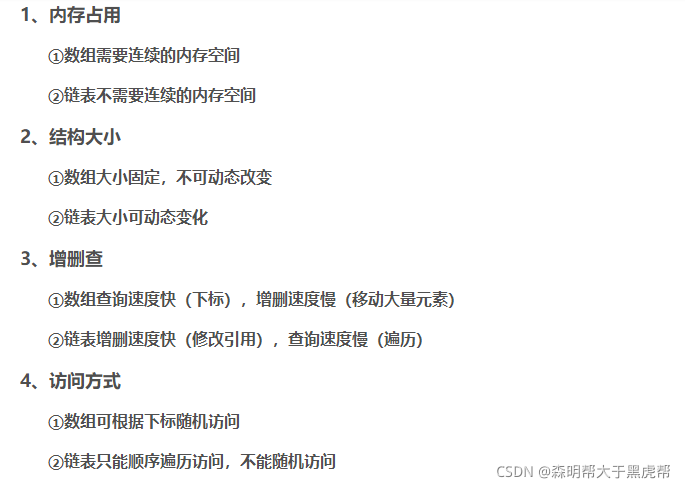 1、内存占用
①数组需要连续的内存空间
②链表不需要连续的内存空间
2、结构大小
①数组大小固定，不可动态改变
②链表大小可动态变化
3、增删查
①数组查询速度快（下标），增删速度慢（移动大量元素）
②链表增删速度快（修改引用），查询速度慢（遍历）
4、访问方式
①数组可根据下标随机访问
②链表只能顺序遍历访问，不能随机访问
CSDN @森明帮大于黑虎帮